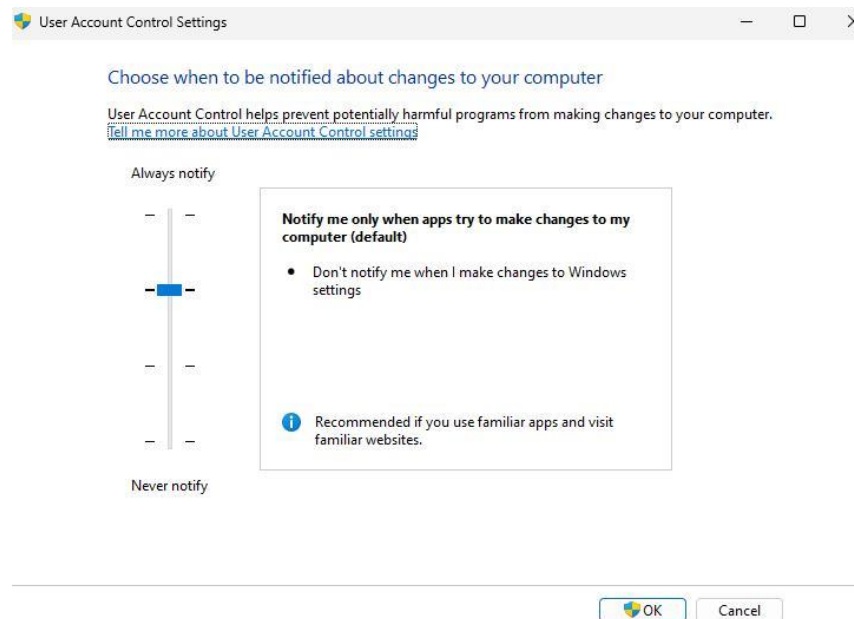 User Account Control Settings
Choose when to be notified about changes to your computer
User Account Control helps prevent potentially harmful programs from making changes to your computer.
Tell me more about User Account Control settings
Always notify
Notify me only when apps try to make changes to my
computer (default)
Don't notify me when I make changes to Windows
settings
Recommended if you use familiar apps and visit
familiar websites.
Never notify
OK Cancel